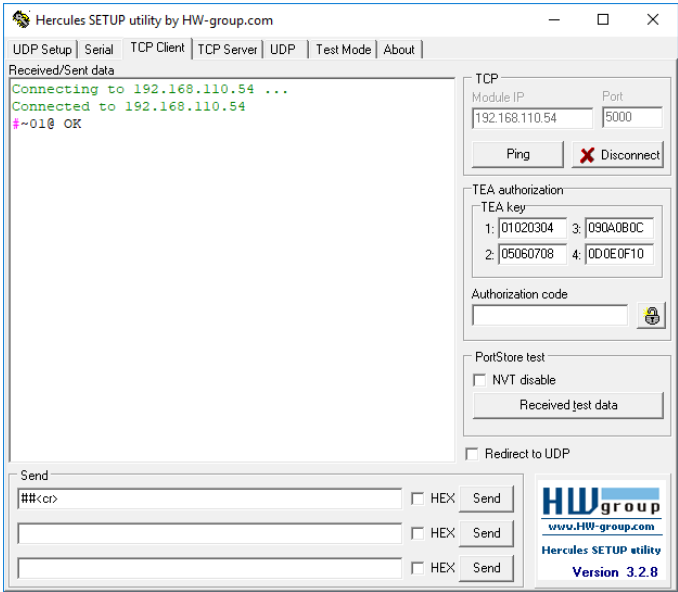 Hercules SETUP utility by HW-group.com
UDP Setup Serial TCP Client TCP Server UDP Test Mode About
Received/Sent data
Connecting to 192.168.110.54 ...
Connected to 192.168.110.54
#~01@ OK
TCP
Module IP Port
192.168.110.54 5000
Ping Disconnect
TEA authorization
TEA key
1: 01020304 3: 090A0B0C
2: 05060708 4: 0D0E0F10
Authorization code
PortStore test
NVT disable
Received test data
Redirect to UDP
Send
##<cr> HEX Send
HEX Send
HEX Send
HW group
www.HW-group.com
Hercules SETUP utility
Version 3.2.8